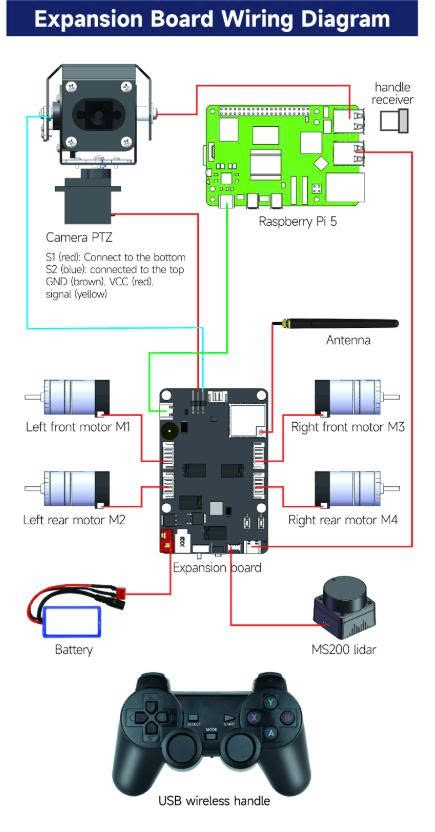 Expansion Board Wiring Diagram
handle
receiver
Raspberry Pi 5
Camera PTZ
S1 (red): Connect to the bottom
S2 (blue): connected to the top
GND (brown), VCC (red),
signal (yellow)
Antenna
Left front motor M1
Right front motor M3
Left rear motor M2
Right rear motor M4
Expansion board
Battery
MS200 lidar
SELECT
START
MODE
Y
X
B
A
USB wireless handle